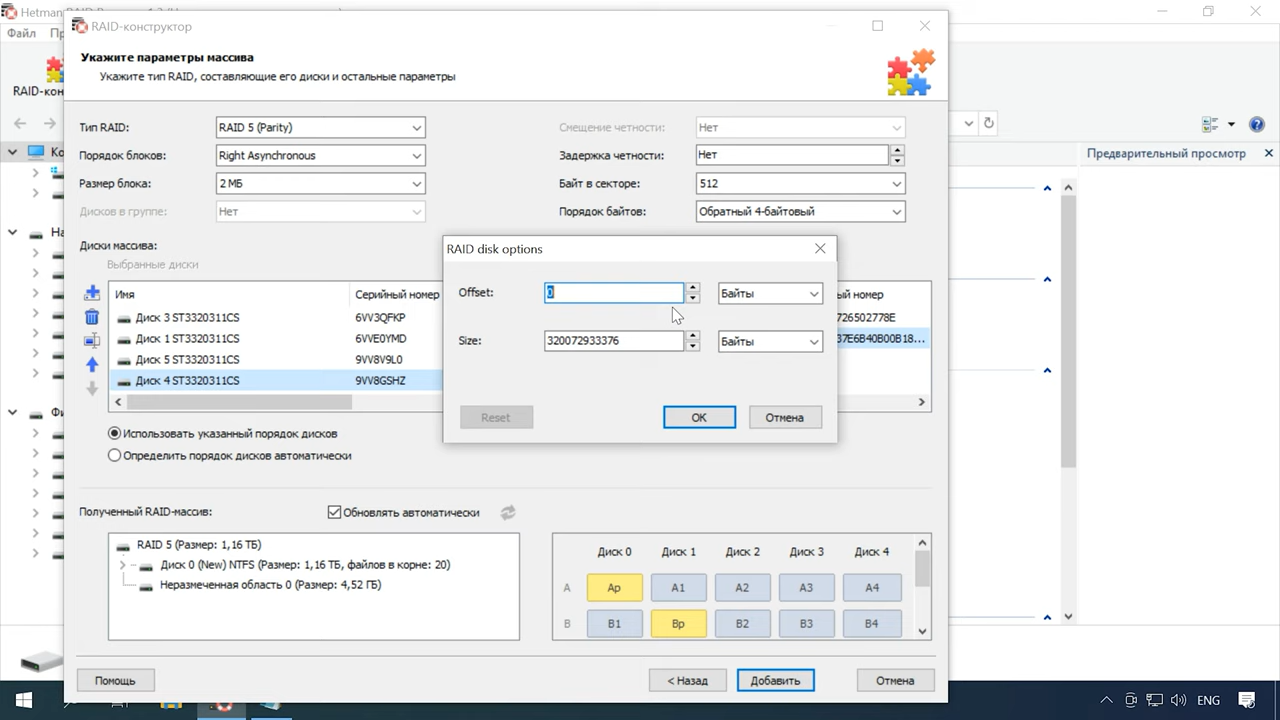 Hetman
Файл
RAID-кон
RAID-конструктор
Укажите параметры массива
Укажите тип RAID, составляющие его диски и остальные параметры
Тип RAID:
RAID 5 (Parity)
Порядок блоков:
Right Asynchronous
Размер блока:
2 МБ
Дисков в группе:
Нет
Смещение четности:
Нет
Задержка четности:
Нет
Байт в секторе:
512
Порядок байтов:
Обратный 4-байтовый
Предварительный просмотр
Диски массива:
Выбранные диски
Имя
Серийный номер
ый номер
Диск 3 ST3320311CS
6VV3QFKP
726502778E
Диск 2 ST3320311CS
6VVE0YMD
37E6B40B00B18...
Диск 5 ST3320311CS
9VV8V9L0
Диск 4 ST3320311CS
9VV8GSHZ
RAID disk options
Offset:
0
Байты
Size:
320072933376
Байты
Reset
OK
Отмена
Использовать указанный порядок дисков
Определить порядок дисков автоматически
Полученный RAID-массив:
Обновлять автоматически
RAID 5 (Размер: 1,16 ТБ)
Диск 0 (New) NTFS (Размер: 1,16 ТБ, файлов в корне: 20)
Неразмеченная область 0 (Размер: 4,52 ГБ)
Диск 0 Диск 1 Диск 2 Диск 3 Диск 4
A Ap A1 A2 A3 A4
B B1 Bp B2 B3 B4
Помощь
< Назад
Добавить
Отмена
ENG